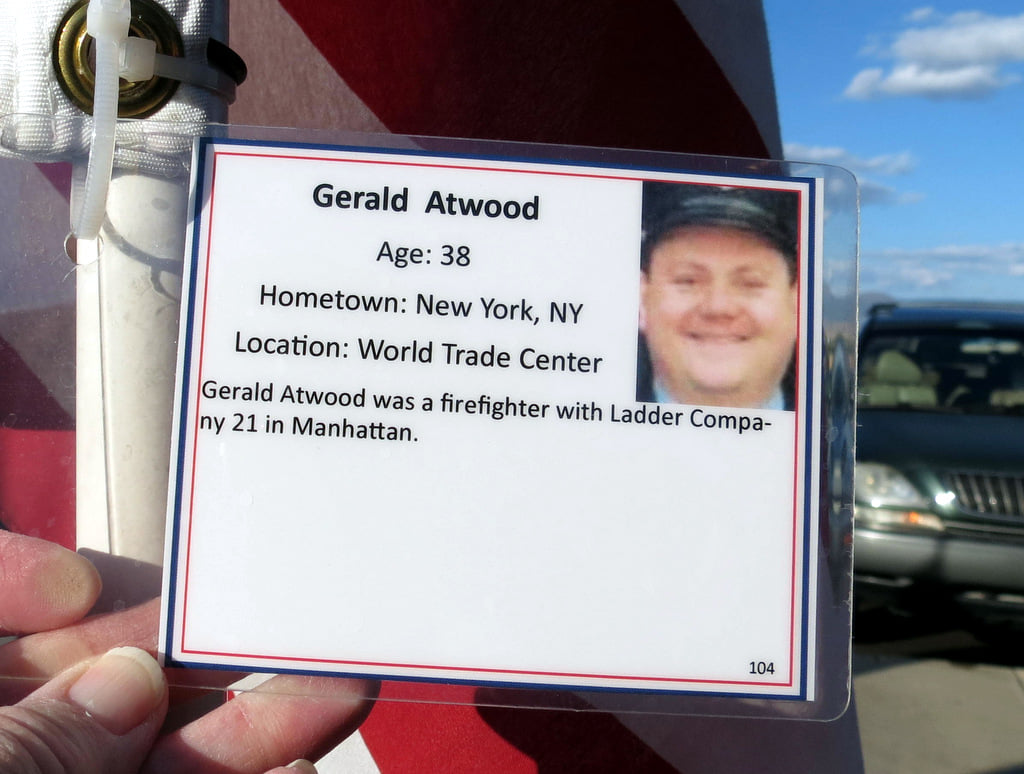 Gerald Atwood
Age: 38
Hometown: New York, NY
Location: World Trade Center
Gerald Atwood was a firefighter with Ladder Compa-
ny 21 in Manhattan.
104